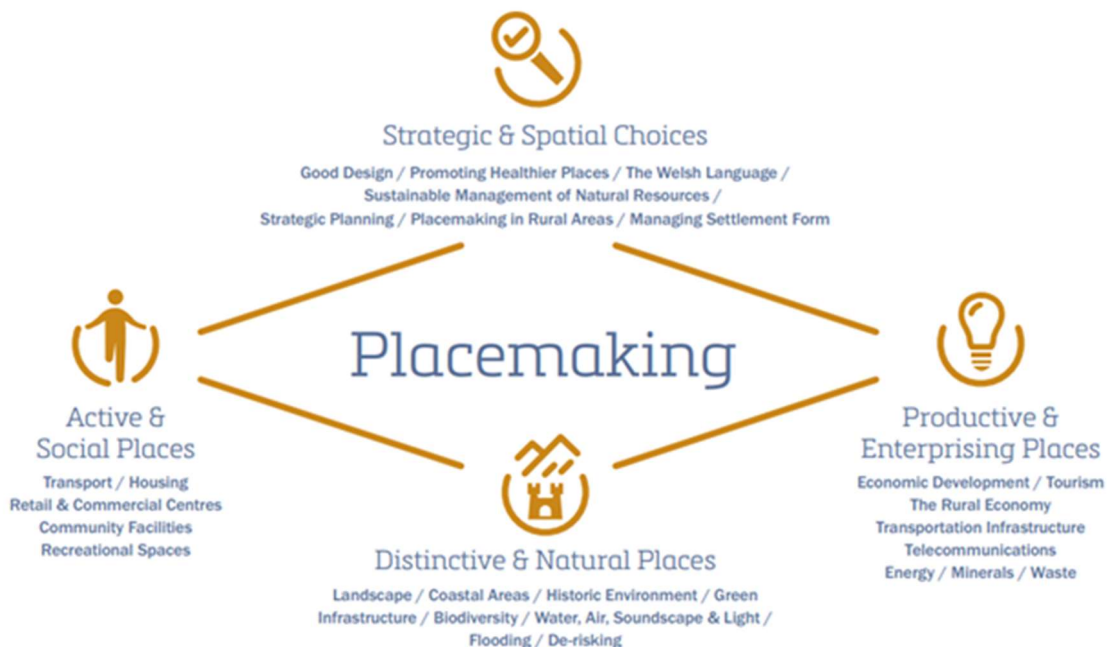 Strategic & Spatial Choices
Good Design / Promoting Healthier Places / The Welsh Language /
Sustainable Management of Natural Resources /
Strategic Planning / Placemaking in Rural Areas / Managing Settlement Form
Placemaking
Active &
Social Places
Transport / Housing
Retail & Commercial Centres
Community Facilities
Recreational Spaces
Productive &
Enterprising Places
Economic Development / Tourism
The Rural Economy
Transportation Infrastructure
Telecommunications
Energy / Minerals / Waste
Distinctive & Natural Places
Landscape / Coastal Areas / Historic Environment / Green
Infrastructure / Biodiversity / Water, Air, Soundscape & Light /
Flooding / De-risking